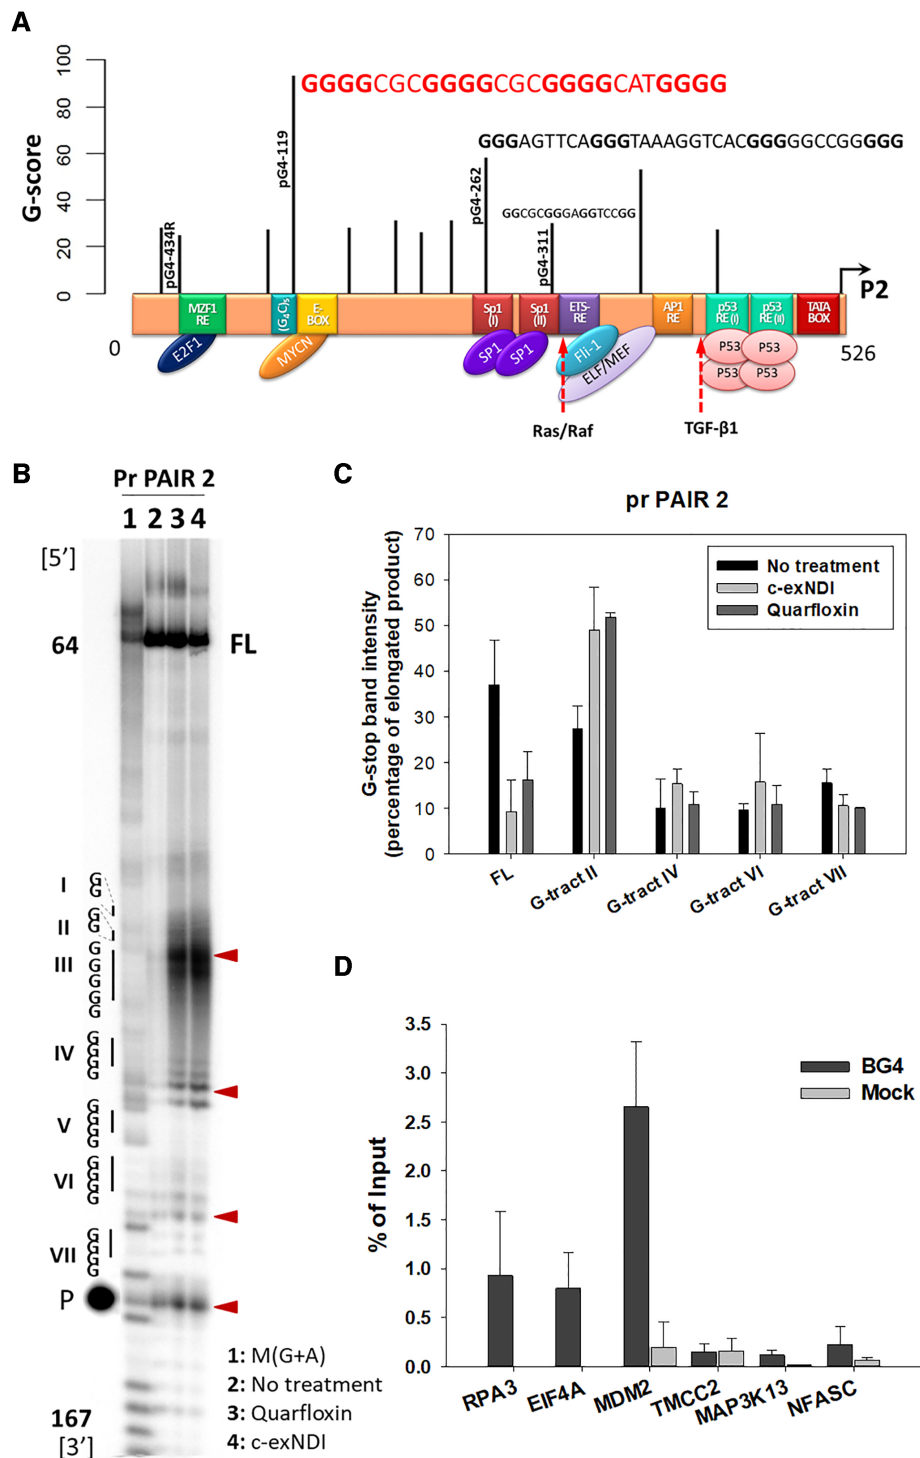 A
G-score
100
80
60
40
20
0
GGGGCGCGGGGCGCGGGGCATGGGG
GGGAGTTCAGGGTAAAGGTCACGGGGGCCGGGGG
GGCGCGGGAGGTCCGG
pG4-434R
pG4-119
pG4-262
pG4-311
P2
MZF1 RE
(G4C)5
E-BOX
Sp1 (I)
Sp1 (II)
ETS-RE
AP1 RE
p53 RE (I)
p53 RE (II)
TATA BOX
0
526
E2F1
MYCN
SP1
SP1
Fli-1
ELF/MEF
P53
P53
P53
P53
Ras/Raf
TGF-β1
B
Pr PAIR 2
1 2 3 4
[5']
64
FL
I
G
G
II
G
G
III
G
G
G
G
G
IV
G
G
G
V
G
G
G
VI
G
G
G
VII
G
G
G
P
167
[3']
1: M(G+A)
2: No treatment
3: Quarfloxin
4: c-exNDI
C
pr PAIR 2
G-stop band intensity
(percentage of elongated product)
70
60
50
40
30
20
10
0
No treatment
c-exNDI
Quarfloxin
FL
G-tract II
G-tract IV
G-tract VI
G-tract VII
D
% of Input
3.5
3.0
2.5
2.0
1.5
1.0
0.5
0.0
BG4
Mock
RPA3
EIF4A
MDM2
TMCC2
MAP3K13
NFASC